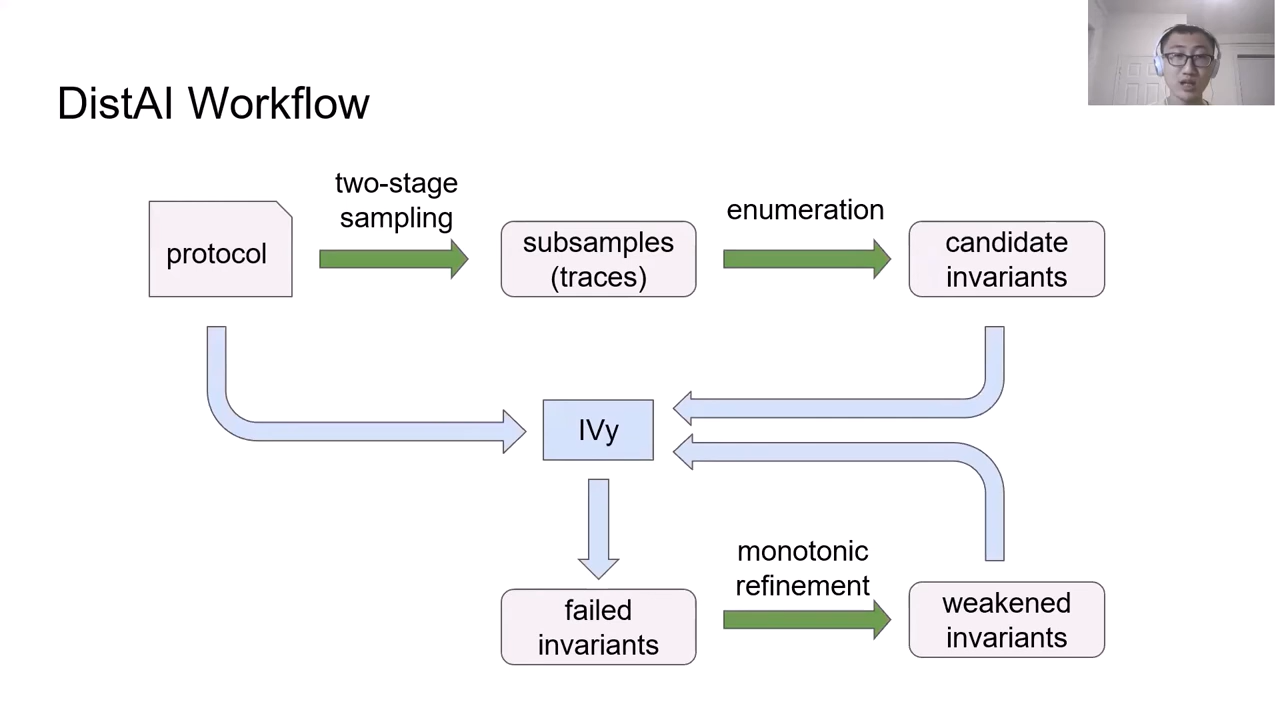 DistAI Workflow
two-stage
sampling
protocol
subsamples
(traces)
enumeration
candidate
invariants
IVy
failed
invariants
monotonic
refinement
weakened
invariants